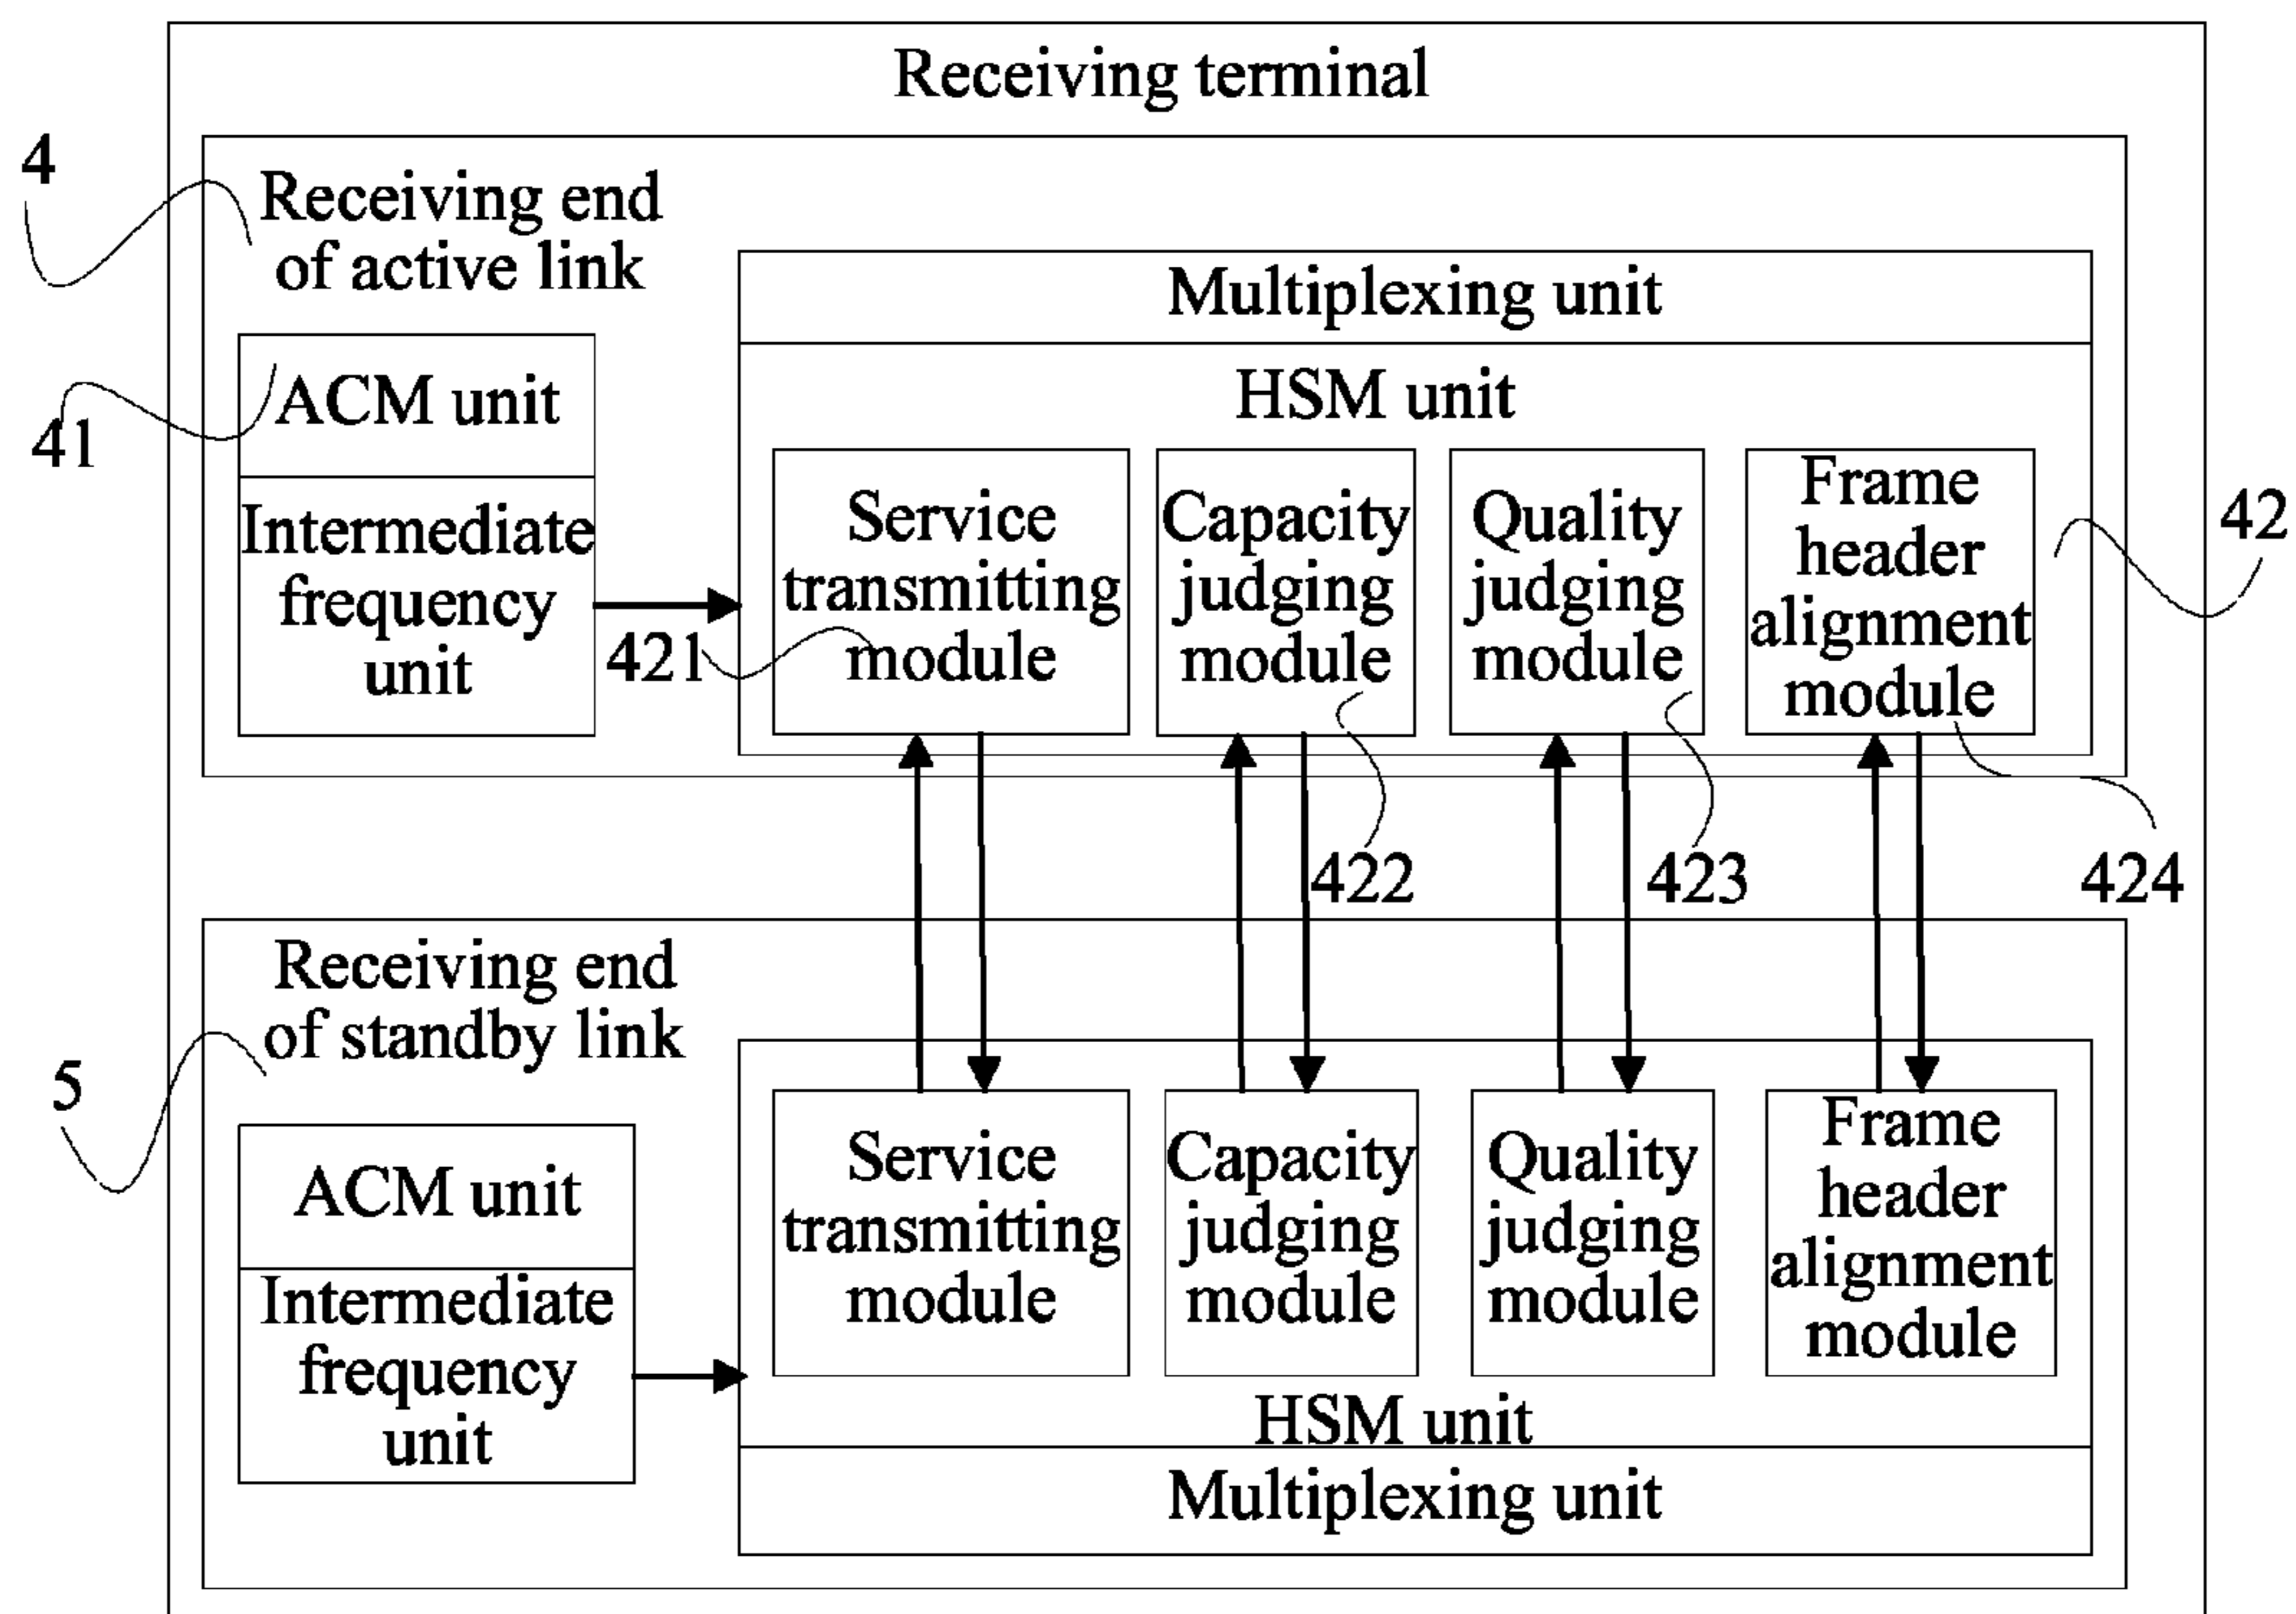 Receiving terminal
4
Receiving end
of active link
Multiplexing unit
ACM unit
HSM unit
41
Intermediate
frequency
unit
Service
transmitting
module
Capacity
judging
module
Quality
judging
module
Frame
header
alignment
module
42
421
422
423
424
Receiving end
of standby link
5
ACM unit
Intermediate
frequency
unit
Service
transmitting
module
Capacity
judging
module
Quality
judging
module
Frame
header
alignment
module
HSM unit
Multiplexing unit